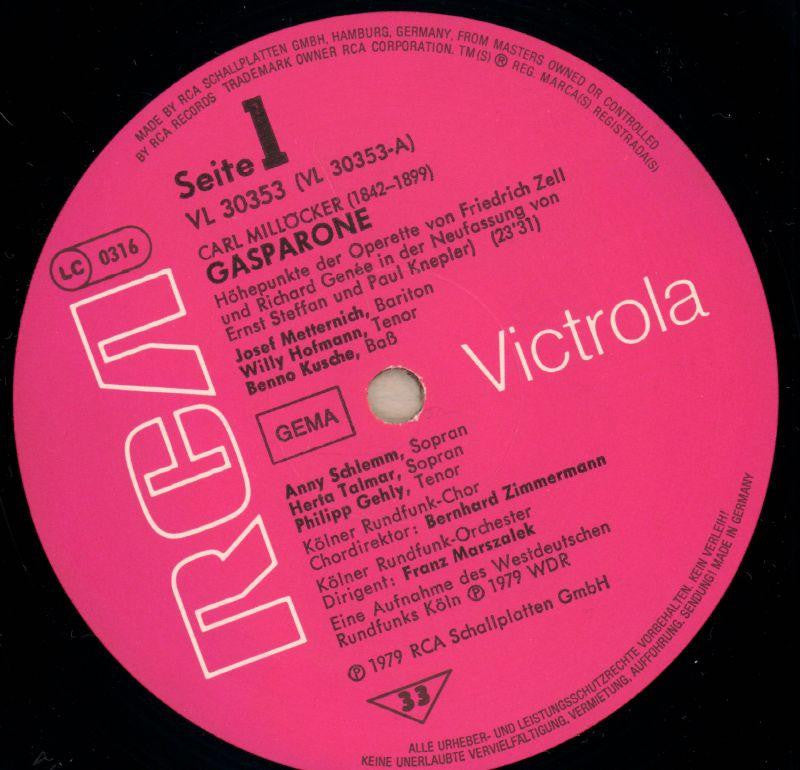 MADE BY RCA SCHALLPLATTEN GMBH, HAMBURG, GERMANY, FROM MASTERS OWNED OR CONTROLLED
BY RCA RECORDS TRADEMARK OWNER RCA CORPORATION. TM(S) ® REG. MARCA(S) REGISTRADA(S)
Seite 1
VL 30353 (VL 30353-A)
LC 0316
CARL MILLÖCKER (1842–1899)
GASPARONE
Höhepunkte der Operette von Friedrich Zell
und Richard Genée in der Neufassung von
Ernst Steffan und Paul Knepler) (23'31)
Josef Metternich, Bariton
Willy Hofmann, Tenor
Benno Kusche, Baß
RCA
Victrola
GEMA
Anny Schlemm, Sopran
Herta Talmar, Sopran
Philipp Gehly, Tenor
Kölner Rundfunk-Chor
Chordirektor: Bernhard Zimmermann
Kölner Rundfunk-Orchester
Dirigent: Franz Marszalek
Eine Aufnahme des Westdeutschen
Rundfunks Köln ℗ 1979 WDR
℗ 1979 RCA Schallplatten GmbH
33
ALLE URHEBER- UND LEISTUNGSSCHUTZRECHTE VORBEHALTEN. KEIN VERLEIH!
KEINE UNERLAUBTE VERVIELFÄLTIGUNG, VERMIETUNG, AUFFÜHRUNG, SENDUNG! MADE IN GERMANY